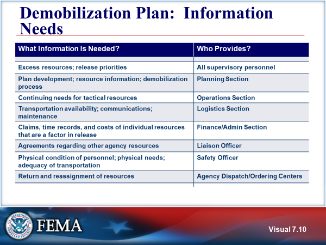 Demobilization Plan:  Information
Needs
What Information Is Needed? Who Provides?
Excess resources; release priorities All supervisory personnel
Plan development; resource information; demobilization Planning Section
process
Continuing needs for tactical resources Operations Section
Transportation availability; communications; Logistics Section
maintenance
Claims, time records, and costs of individual resources Finance/Admin Section
that are a factor in release
Agreements regarding other agency resources Liaison Officer
Physical condition of personnel; physical needs; Safety Officer
adequacy of transportation
Return and reassignment of resources Agency Dispatch/Ordering Centers
FEMA
Visual 7.10